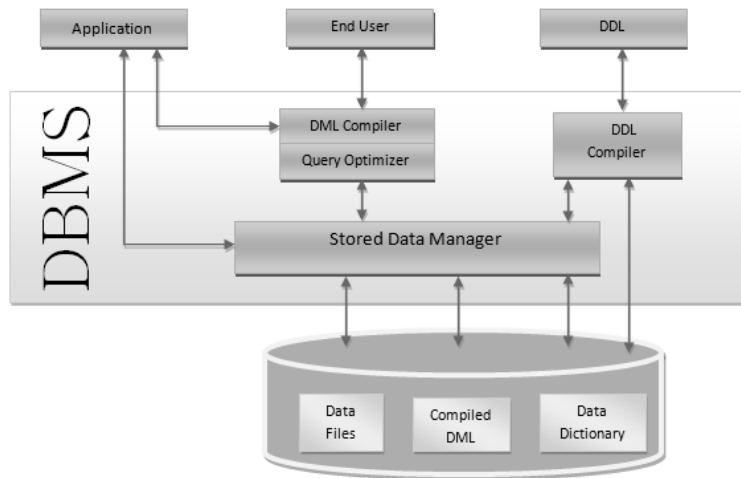 Application
End User
DDL
DBMS
DML Compiler
Query Optimizer
DDL
Compiler
Stored Data Manager
Data
Files
Compiled
DML
Data
Dictionary